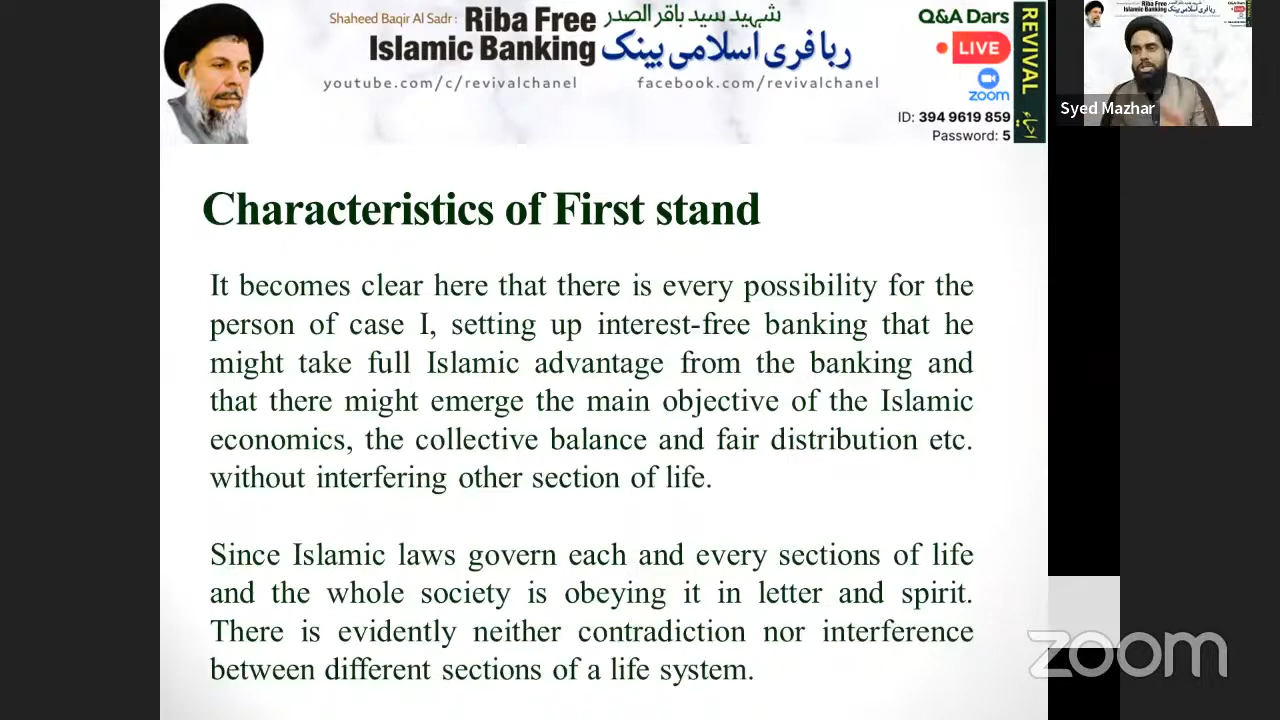 Shaheed Baqir Al Sadr :
Riba Free
Islamic Banking
شہید سید باقر الصدر
ربا فری اسلامی بینک
youtube.com/c/revivalchanel
facebook.com/revivalchanel
Q&A Dars
LIVE
zoom
ID: 394 9619 859
Password: 5
REVIVAL
احیاء
Syed Mazhar
Characteristics of First stand
It becomes clear here that there is every possibility for the
person of case I, setting up interest-free banking that he
might take full Islamic advantage from the banking and
that there might emerge the main objective of the Islamic
economics, the collective balance and fair distribution etc.
without interfering other section of life.
Since Islamic laws govern each and every sections of life
and the whole society is obeying it in letter and spirit.
There is evidently neither contradiction nor interference
between different sections of a life system.
zoom